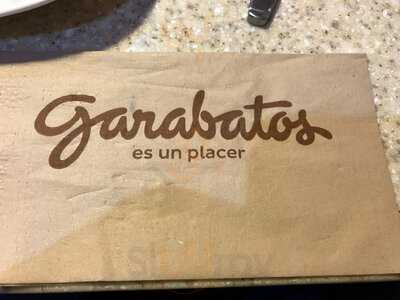 Garabatos
es un placer